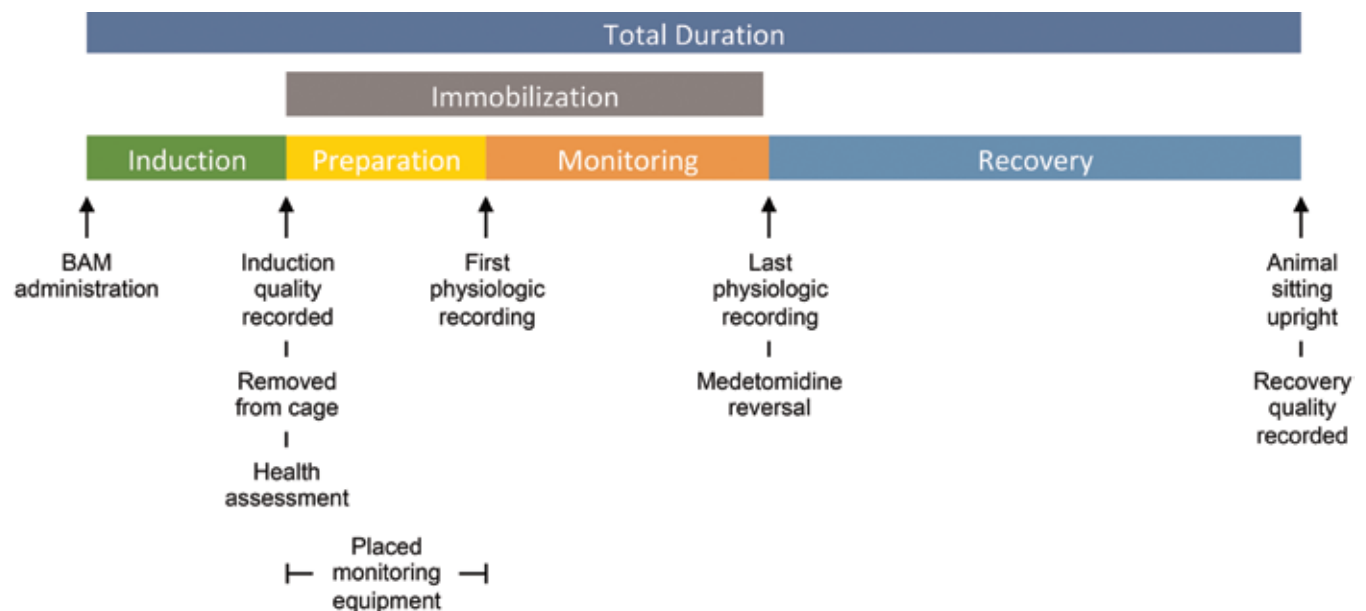 Total Duration
Immobilization
Induction
Preparation
Monitoring
Recovery
BAM
administration
Induction
quality
recorded
Removed
from cage
Health
assessment
Placed
monitoring
equipment
First
physiologic
recording
Last
physiologic
recording
Medetomidine
reversal
Animal
sitting
upright
Recovery
quality
recorded